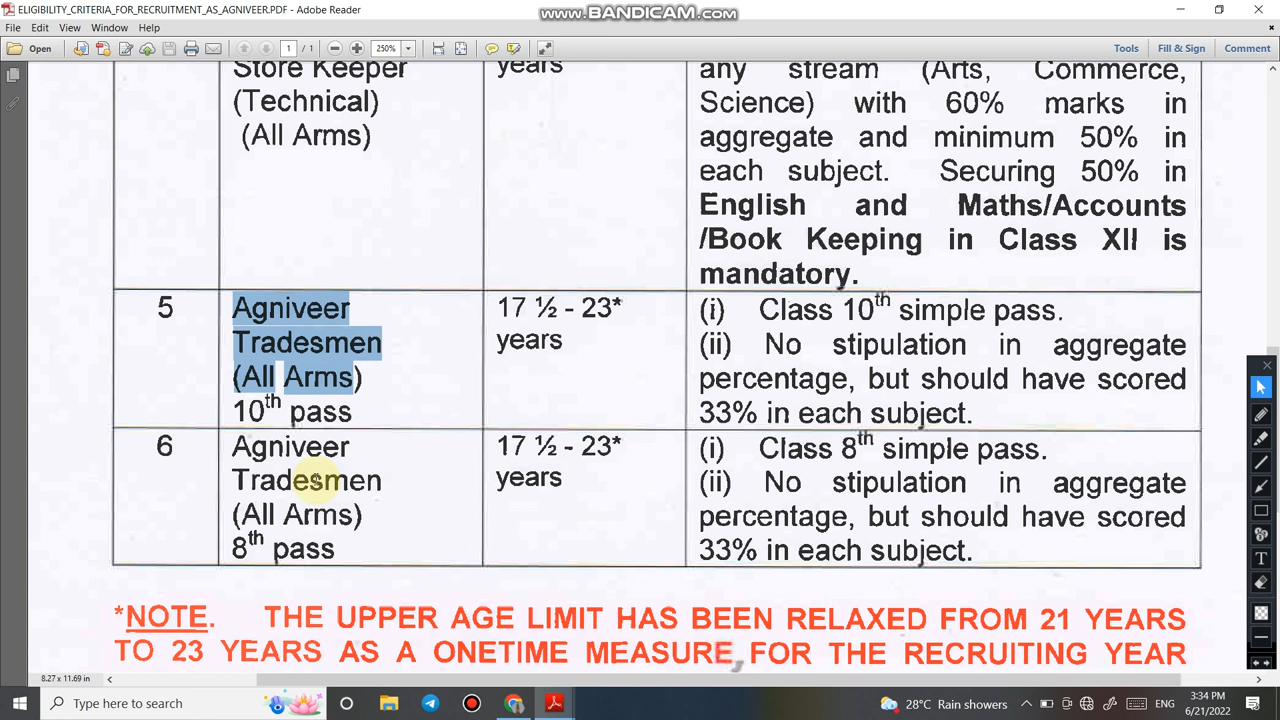 ELIGIBILITY_CRITERIA_FOR_RECRUITMENT_AS_AGNIVEER.PDF - Adobe Reader
WWW.BANDICAM.COM
File Edit View Window Help
Open 1 / 1 250% Tools Fill & Sign Comment
Store Keeper
(Technical)
(All Arms)
years
any stream (Arts, Commerce,
Science) with 60% marks in
aggregate and minimum 50% in
each subject. Securing 50% in
English and Maths/Accounts
/Book Keeping in Class XII is
mandatory.
5
Agniveer
Tradesmen
(All Arms)
10th pass
17 ½ - 23*
years
(i) Class 10th simple pass.
(ii) No stipulation in aggregate
percentage, but should have scored
33% in each subject.
6
Agniveer
Tradesmen
(All Arms)
8th pass
17 ½ - 23*
years
(i) Class 8th simple pass.
(ii) No stipulation in aggregate
percentage, but should have scored
33% in each subject.
*NOTE. THE UPPER AGE LIMIT HAS BEEN RELAXED FROM 21 YEARS
TO 23 YEARS AS A ONETIME MEASURE, FOR THE RECRUITING YEAR
8.27 x 11.69 in
Type here to search
28°C Rain showers
ENG
3:34 PM
6/21/2022